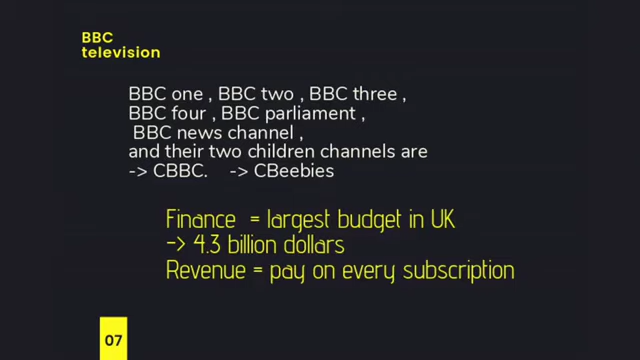 BBC
television
BBC one , BBC two , BBC three ,
BBC four , BBC parliament ,
BBC news channel ,
and their two children channels are
-> CBBC. -> CBeebies
Finance = largest budget in UK
-> 4.3 billion dollars
Revenue = pay on every subscription
07